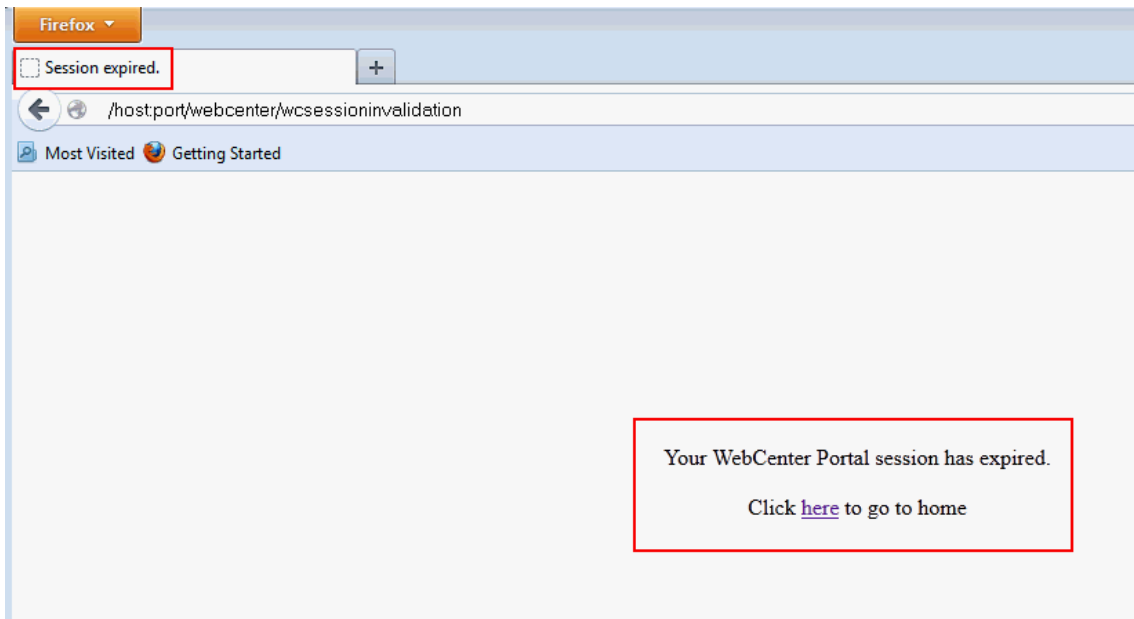 Firefox
Session expired.
+
/host:port/webcenter/wcsessioninvalidation
Most Visited Getting Started
Your WebCenter Portal session has expired.
Click here to go to home